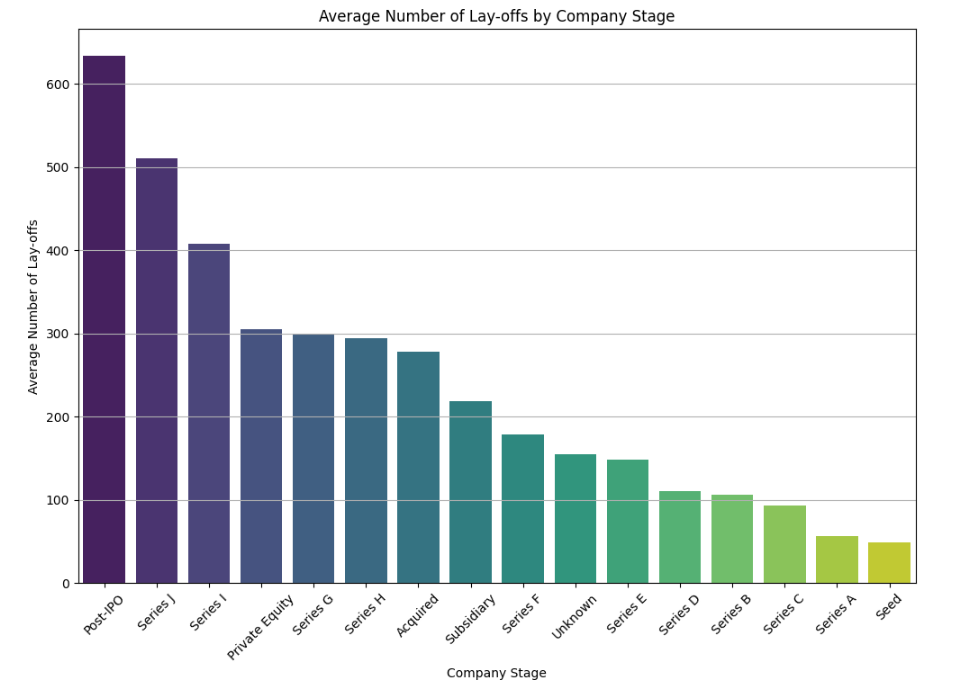 Average Number of Lay-offs by Company Stage
Average Number of Lay-offs
600
500
400
300
200
100
0
Post-IPO
Series J
Series I
Private Equity
Series G
Series H
Acquired
Subsidiary
Series F
Unknown
Series E
Series D
Series B
Series C
Series A
Seed
Company Stage